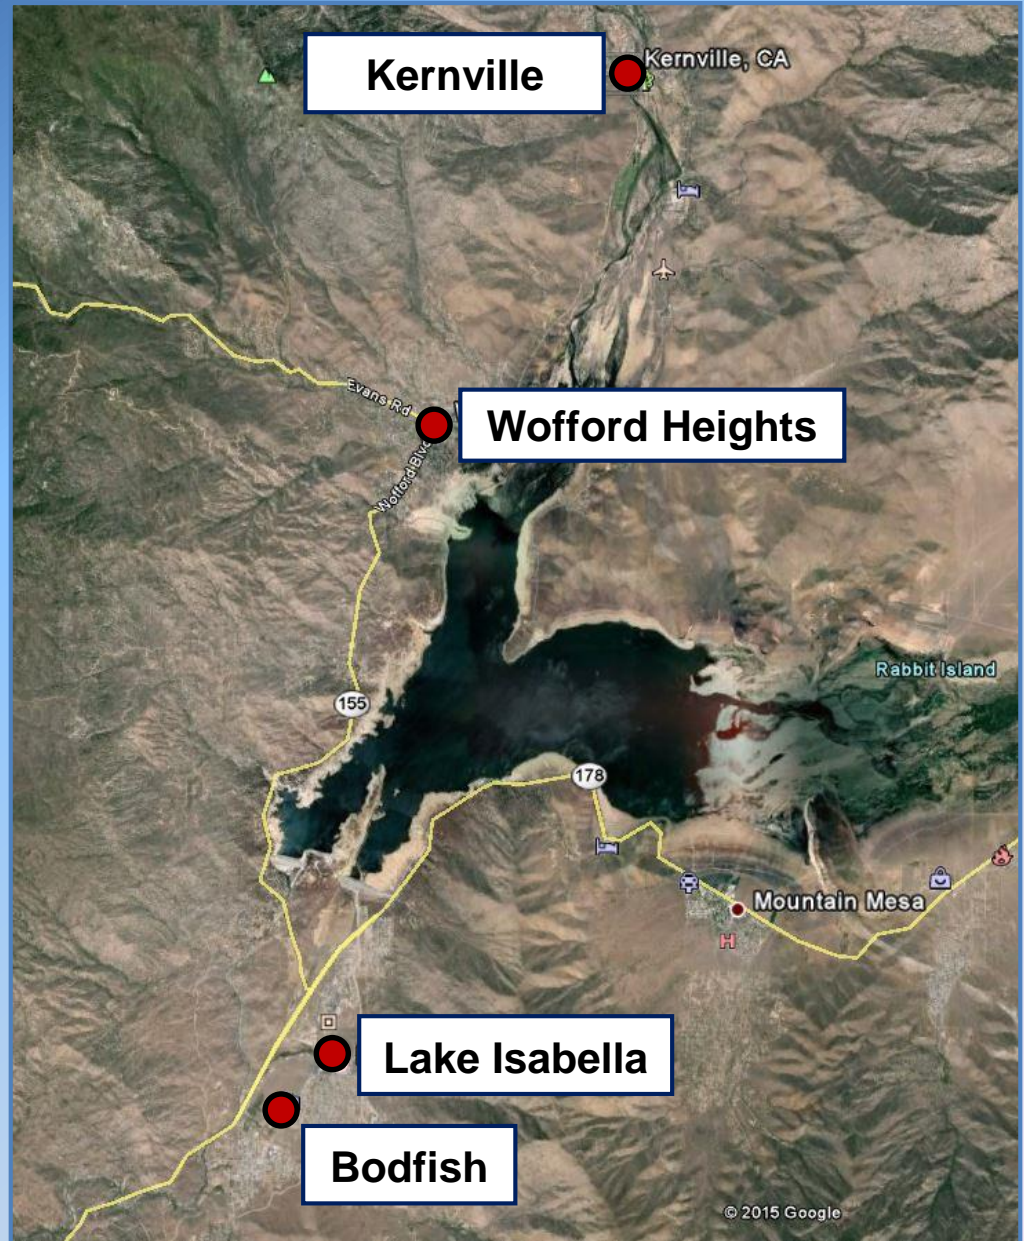 Kernville
Kernville, CA
Evans Rd
Wofford Heights
Wofford Blvd
155
Rabbit Island
178
Mountain Mesa
H
Lake Isabella
Bodfish
© 2015 Google